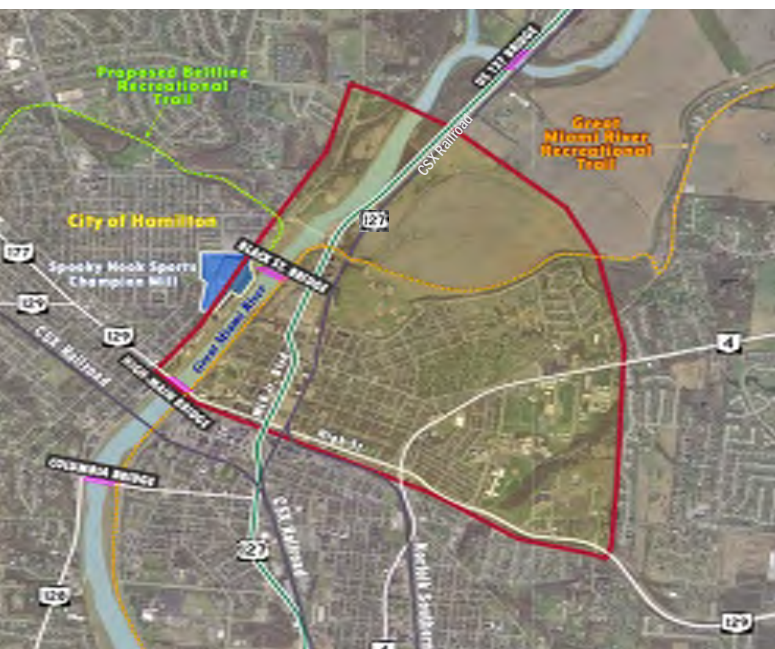 US 127 BRIDGE
Proposed Beltline
Recreational
Trail
CSX Railroad
Great
Miami River
Recreational
Trail
City of Hamilton
127
177
BLACK ST. BRIDGE
Spooky Nook Sports
Champion Mill
129
Great Miami River
129
CSX Railroad
4
HIGH-MAIN BRIDGE
High St
COLUMBIA BRIDGE
CSX Railroad
127
Norfolk Southern
128
129
4